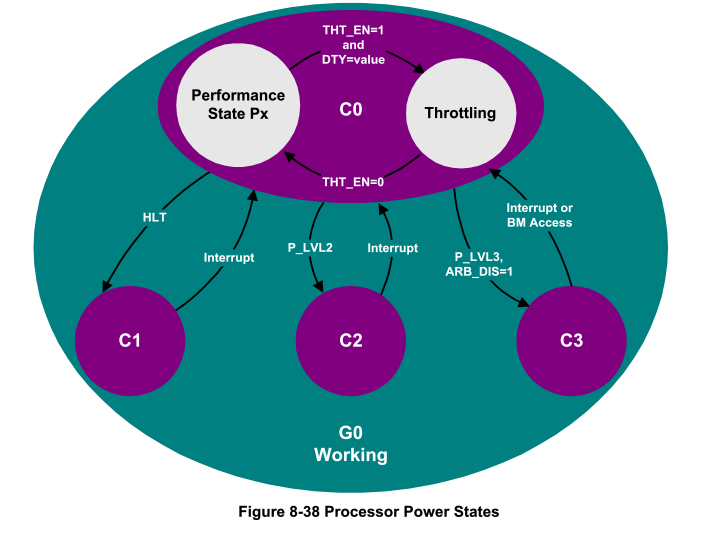 THT_EN=1
and
DTY=value
Performance
State Px
C0
Throttling
THT_EN=0
HLT
Interrupt
P_LVL2
Interrupt
P_LVL3,
ARB_DIS=1
Interrupt or
BM Access
C1
C2
C3
G0
Working
Figure 8-38 Processor Power States